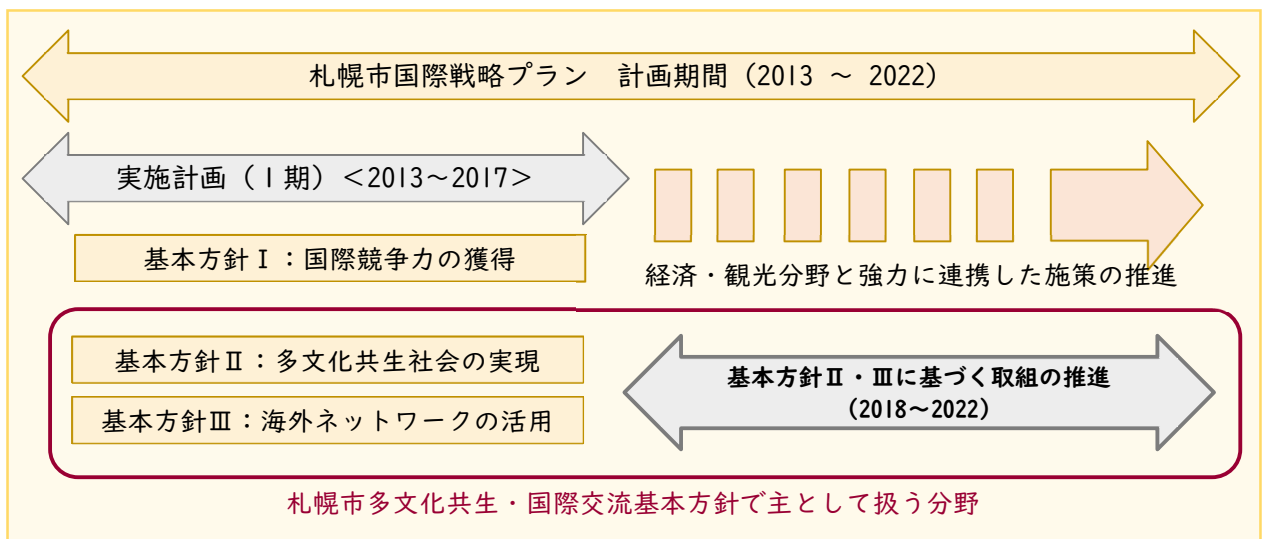 札幌市国際戦略プラン　計画期間（2013 ～ 2022）
実施計画（Ⅰ期）＜2013～2017＞
基本方針Ⅰ：国際競争力の獲得
経済・観光分野と強力に連携した施策の推進
基本方針Ⅱ：多文化共生社会の実現
基本方針Ⅲ：海外ネットワークの活用
基本方針Ⅱ・Ⅲに基づく取組の推進
（2018～2022）
札幌市多文化共生・国際交流基本方針で主として扱う分野